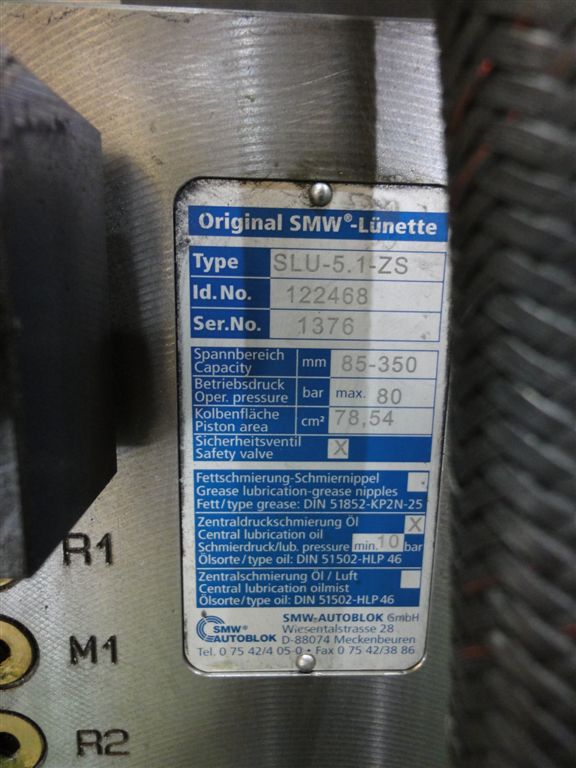 Original SMW®-Lünette
Type SLU-5.1-ZS
Id.No. 122468
Ser.No. 1376
Spannbereich
Capacity
mm 85-350
Betriebsdruck
Oper. pressure
bar max. 80
Kolbenfläche
Piston area
cm² 78,54
Sicherheitsventil
Safety valve
X
Fettschmierung-Schmiernippel
Grease lubrication-grease nipples
Fett/type grease: DIN 51852-KP2N-25
Zentraldruckschmierung Öl X
Central lubrication oil
Schmierdruck/lub. pressure min. 10 bar
Ölsorte/type oil: DIN 51502-HLP 46
Zentralschmierung Öl / Luft
Central lubrication oilmist
Ölsorte/type oil: DIN 51502-HLP 46
SMW®
AUTOBLOK
SMW-AUTOBLOK GmbH
Wiesentalstrasse 28
D-88074 Meckenbeuren
Tel. 0 75 42/4 05-0 • Fax 0 75 42/38 86
R1
M1
R2